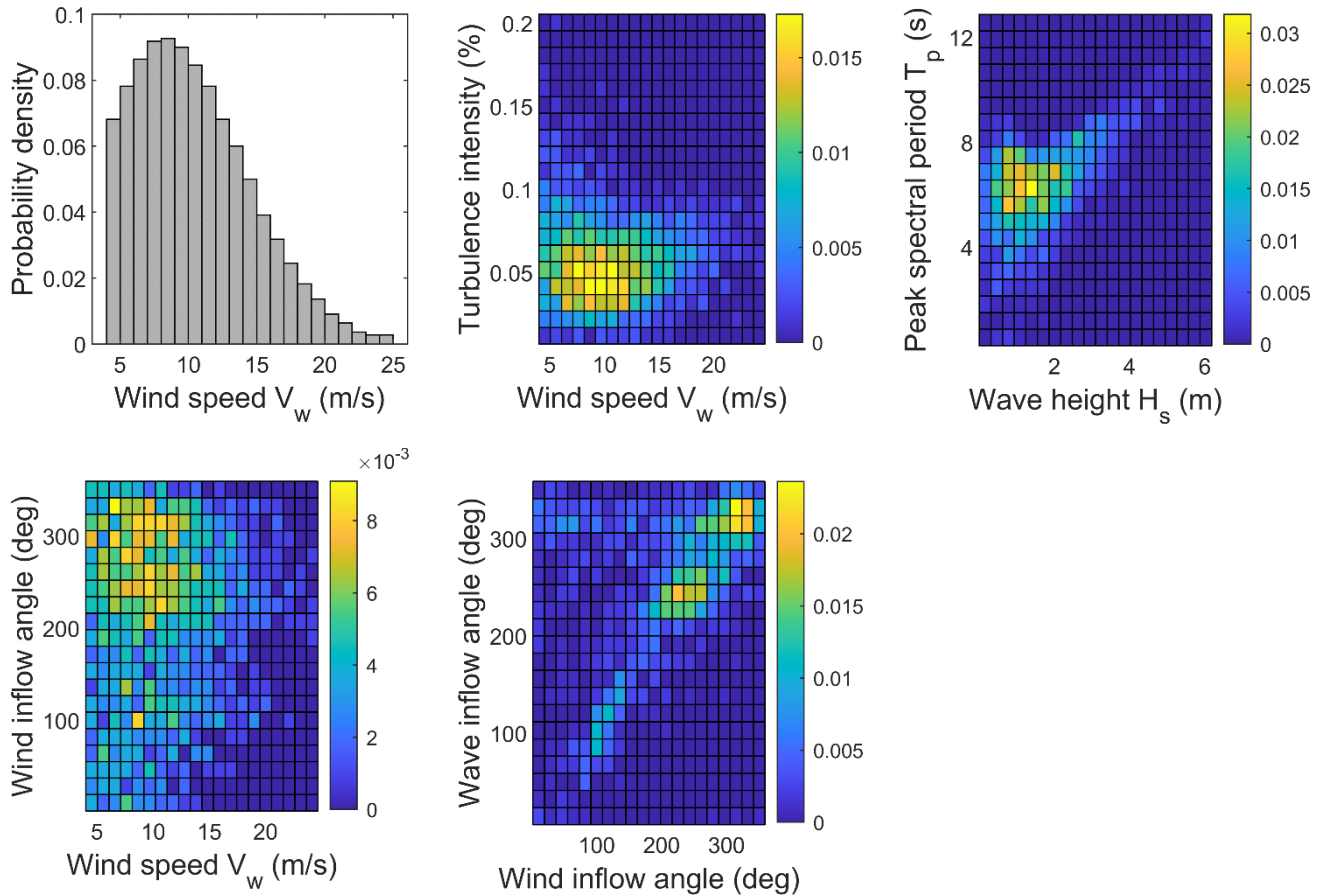 0.1
0.08
0.06
0.04
0.02
0
5 10 15 20 25
Probability density
Wind speed V_w (m/s)
0.2
0.15
0.1
0.05
5 10 15 20
Turbulence intensity (%)
Wind speed V_w (m/s)
0.015
0.01
0.005
0
12
8
4
2 4 6
Peak spectral period T_p (s)
Wave height H_s (m)
0.03
0.025
0.02
0.015
0.01
0.005
0
300
200
100
5 10 15 20
Wind inflow angle (deg)
Wind speed V_w (m/s)
×10⁻³
8
6
4
2
0
300
200
100
100 200 300
Wave inflow angle (deg)
Wind inflow angle (deg)
0.02
0.015
0.01
0.005
0